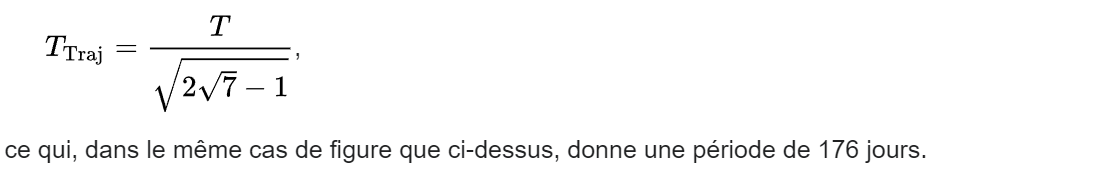 T_Traj = T / √(2√7 − 1),
ce qui, dans le même cas de figure que ci-dessus, donne une période de 176 jours.